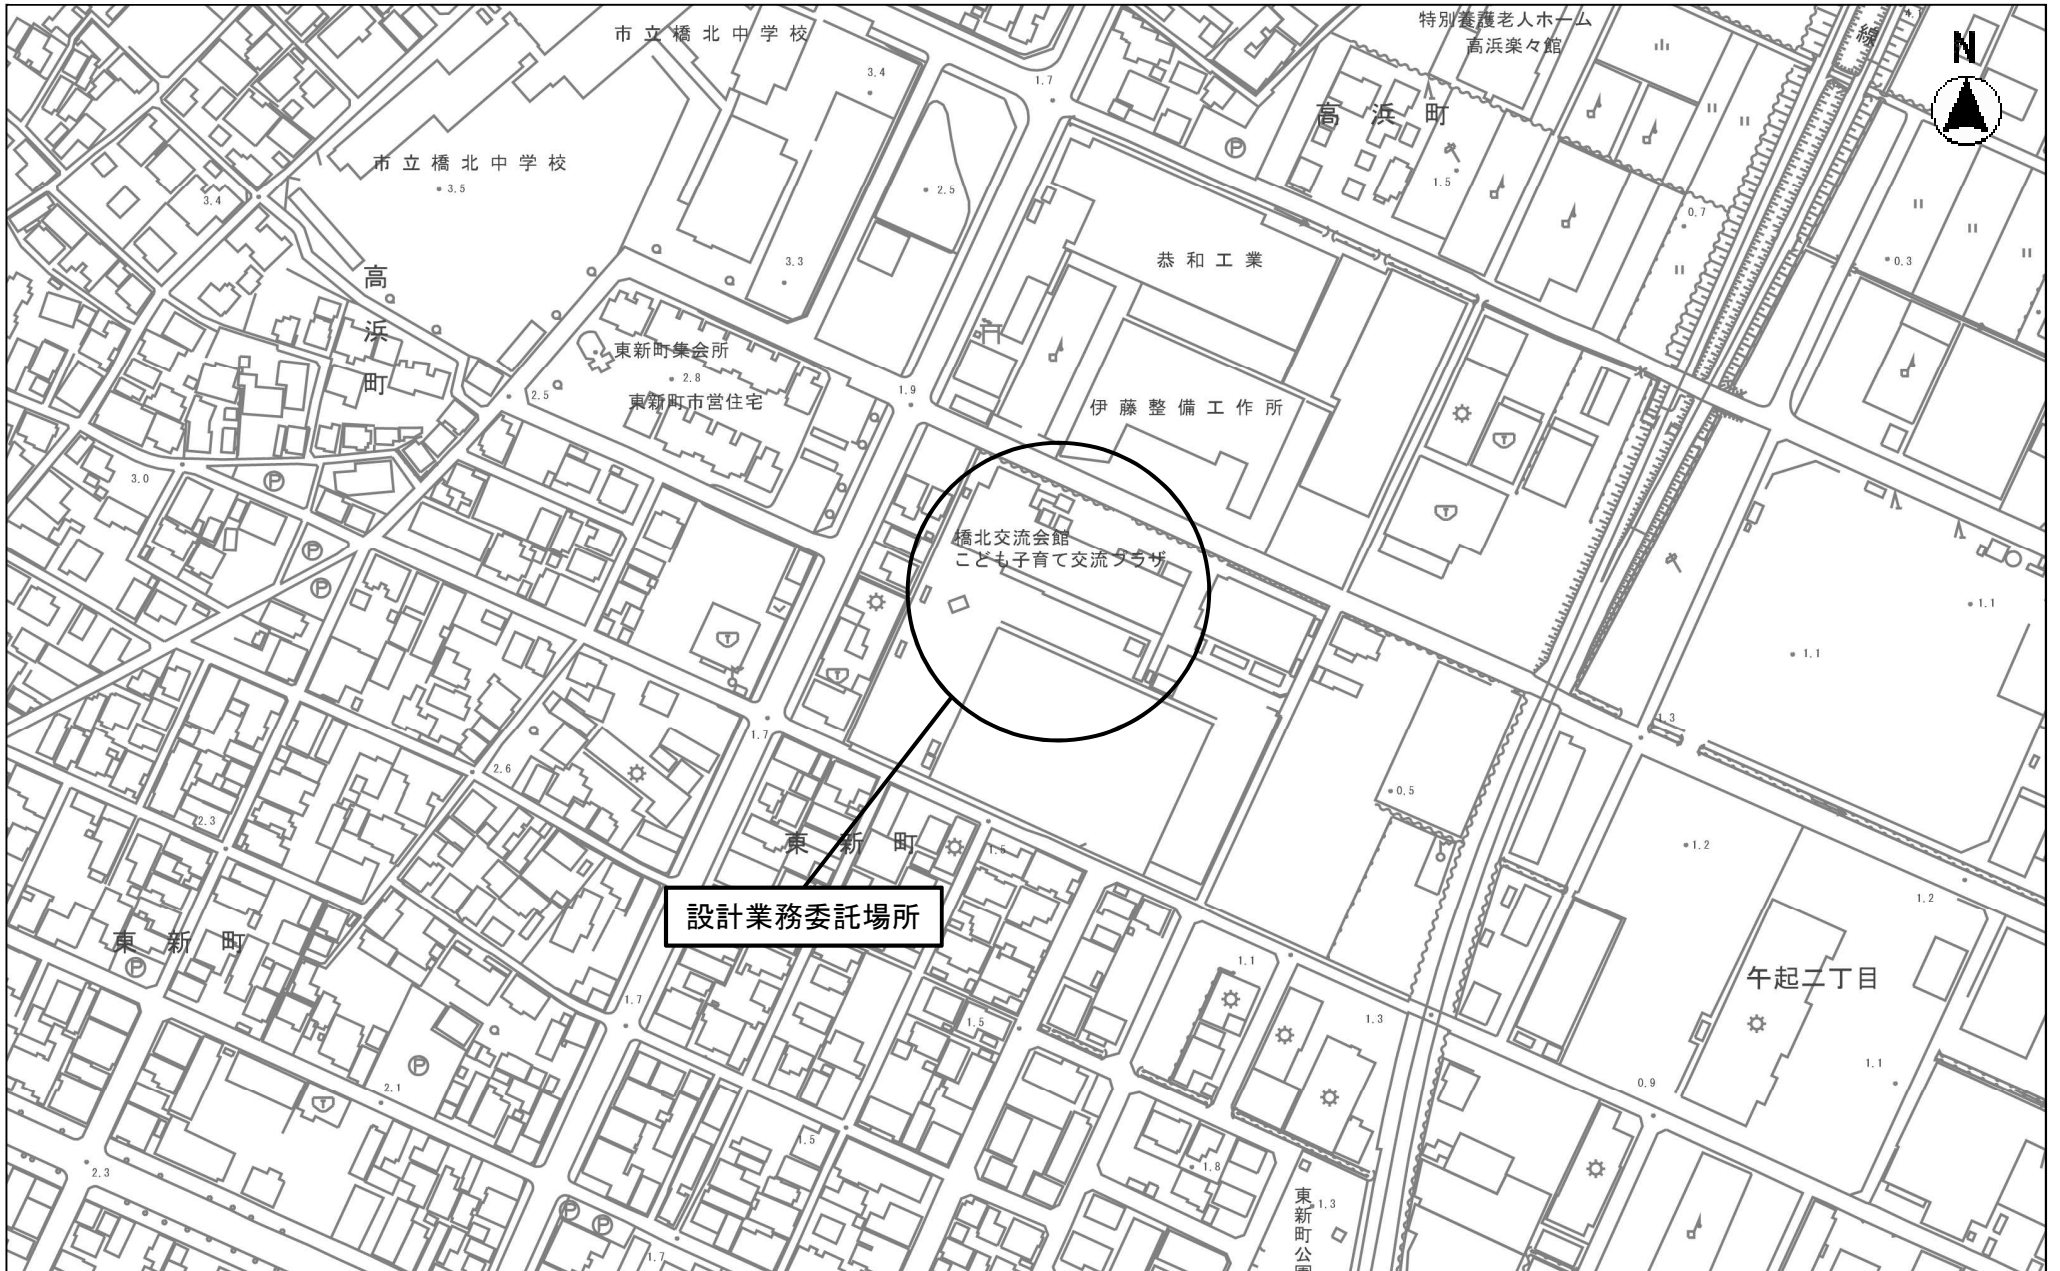 市立橋北中学校
特別養護老人ホーム
高浜楽々館
線
N
3.4
1.7
高浜町
市立橋北中学校
3.5
2.5
1.5
3.4
0.7
3.3
恭和工業
0.3
高浜町
東新町集会所
2.8
東新町市営住宅
2.5
1.9
伊藤整備工作所
3.0
橋北交流会館
こども子育て交流プラザ
1.1
1.1
1.3
1.7
2.6
0.5
2.3
東新町
1.5
1.2
設計業務委託場所
1.2
東新町
1.1
午起二丁目
1.7
1.5
1.3
2.1
0.9
1.1
1.5
2.3
1.8
東新町公園
1.3
1.7